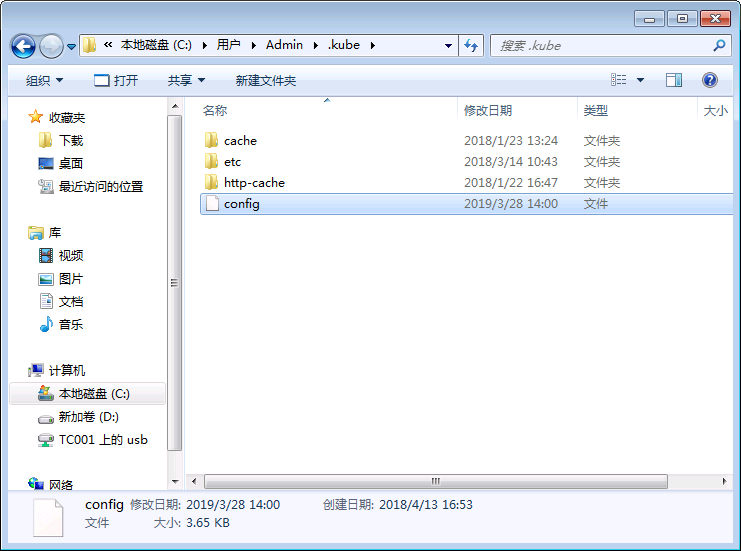 « 本地磁盘 (C:) 用户 Admin .kube 搜索 .kube
组织 打开 共享 新建文件夹
名称 修改日期 类型 大小
收藏夹
下载
桌面
最近访问的位置
库
视频
图片
文档
音乐
计算机
本地磁盘 (C:)
新加卷 (D:)
TC001 上的 usb
网络
cache 2018/1/23 13:24 文件夹
etc 2018/3/14 10:43 文件夹
http-cache 2018/1/22 16:47 文件夹
config 2019/3/28 14:00 文件
config 修改日期: 2019/3/28 14:00 创建日期: 2018/4/13 16:53
文件 大小: 3.65 KB